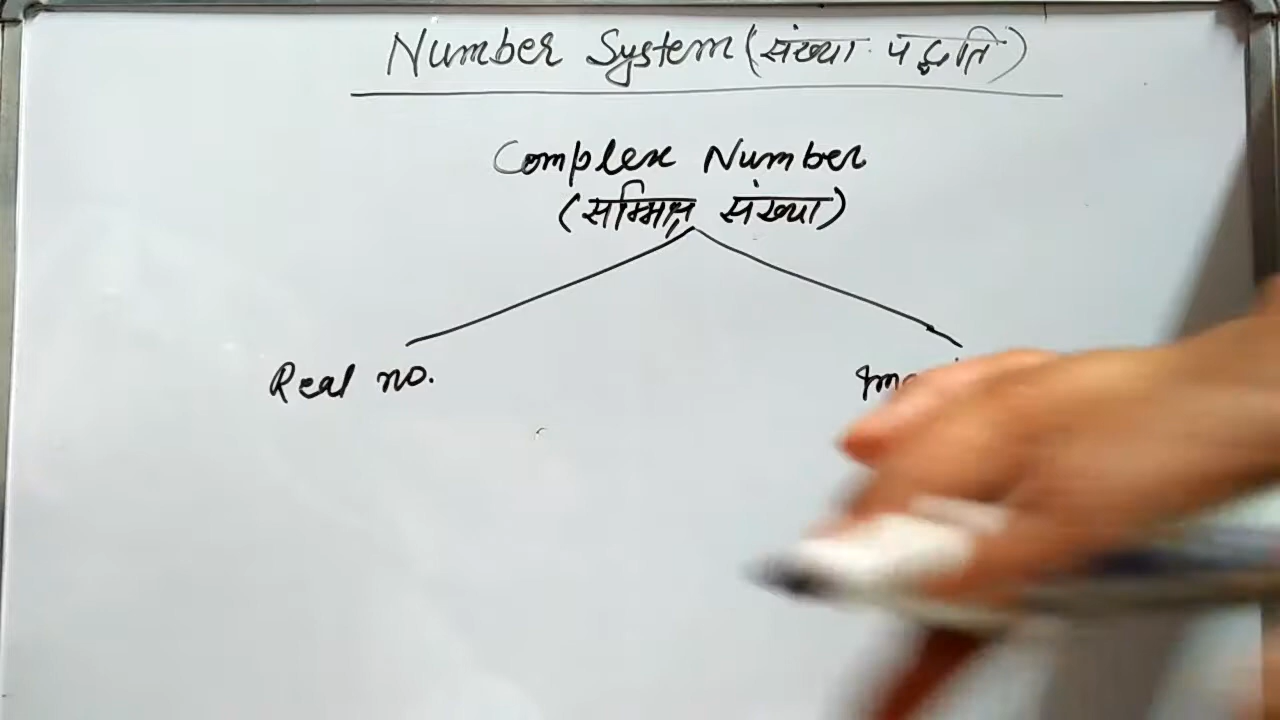 Number System (संख्या पद्धति)
Complex Number
(सम्मिश्र संख्या)
Real no.